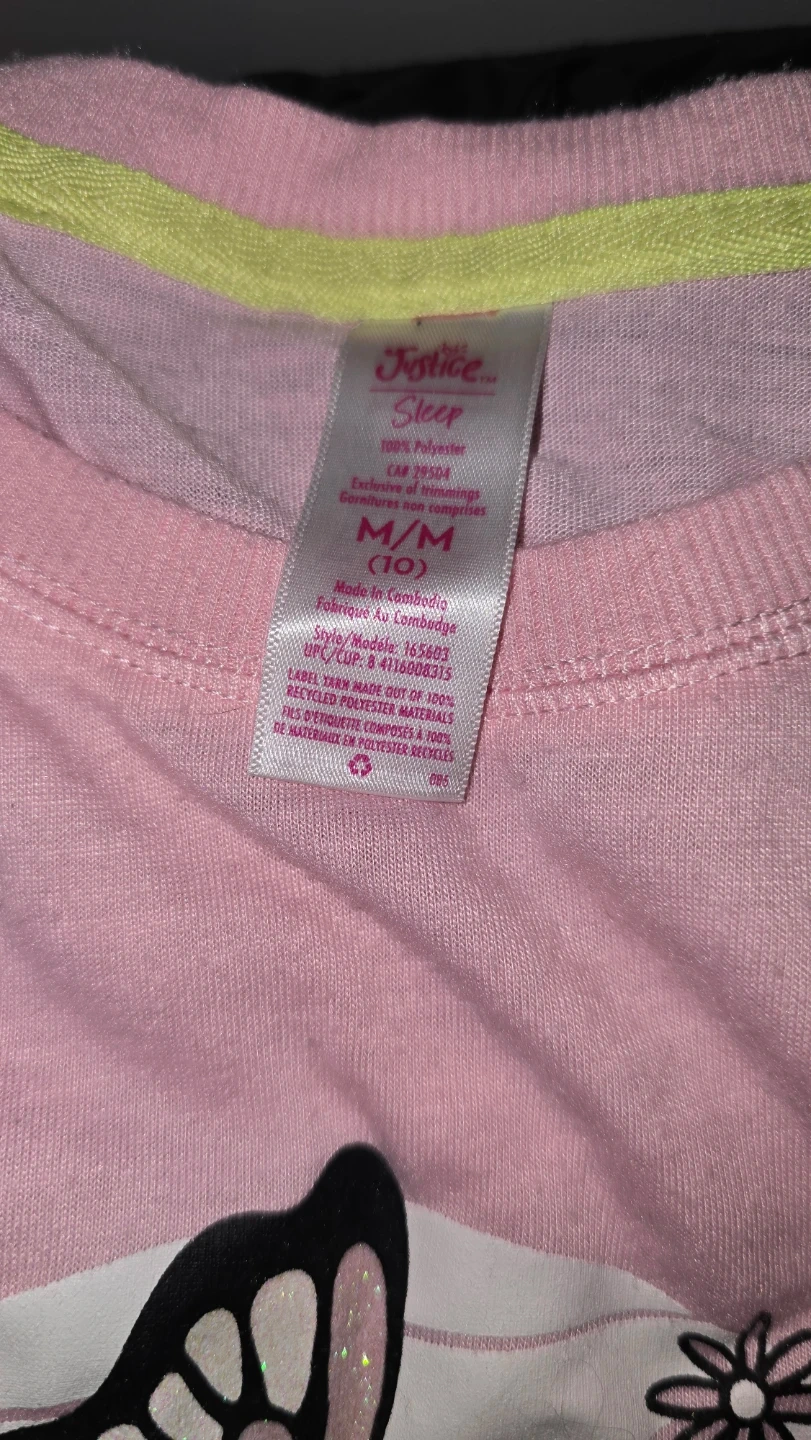 Justice™
Sleep
100% Polyester
CA# 29504
Exclusive of trimmings
Garnitures non comprises
M/M
(10)
Made In Cambodia
Fabriqué Au Cambodge
Style/Modèle: 165603
UPC/CUP: 8 4116008315
LABEL YARN MADE OUT OF 100%
RECYCLED POLYESTER MATERIALS
FILS D'ÉTIQUETTE COMPOSÉS À 100%
DE MATERIAUX EN POLYESTER RECYCLÉS